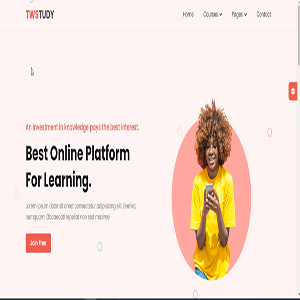 TWSTUDY
Home Courses Pages Contact
An investment in knowledge pays the best interest.
Best Online Platform
For Learning.
Lorem ipsum dolor sit amet consectetur adipisicing elit. Eveniet,
numquam! Obcaecati repellat non sed maxime!
Join Free